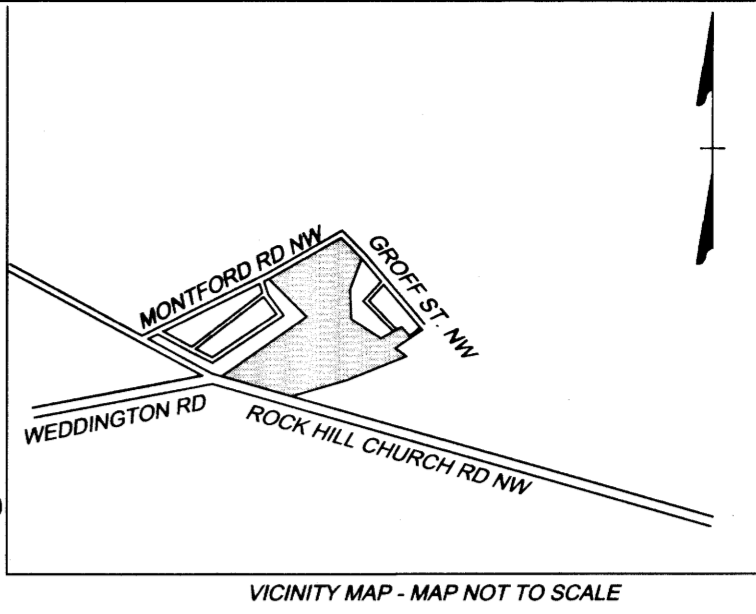 MONTFORD RD NW
GROFF ST. NW
WEDDINGTON RD
ROCK HILL CHURCH RD NW
VICINITY MAP - MAP NOT TO SCALE